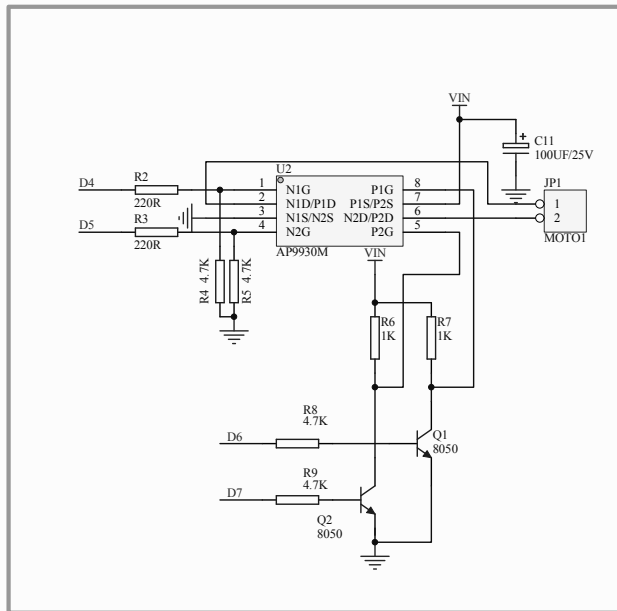 VIN
C11
100UF/25V
U2
D4
R2
220R
1
2
3
4
N1G
N1D/P1D
N1S/N2S
N2G
P1G
P1S/P2S
N2D/P2D
P2G
8
7
6
5
AP9930M
JP1
1
2
MOTO1
D5
R3
220R
R4 4.7K
R5 4.7K
VIN
R6
1K
R7
1K
D6
R8
4.7K
Q1
8050
D7
R9
4.7K
Q2
8050